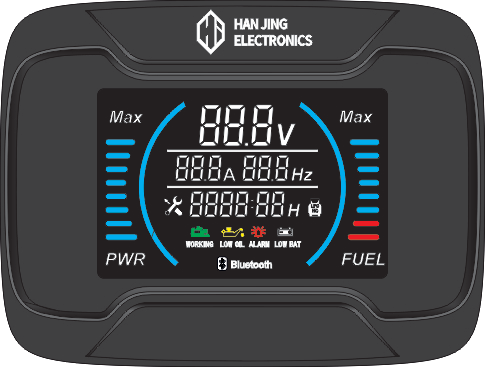 HAN JING
ELECTRONICS
Max
Max
88.8V
88.8A 88.8Hz
8888:88H
WORKING LOW OIL ALARM LOW BAT
PWR
FUEL
Bluetooth